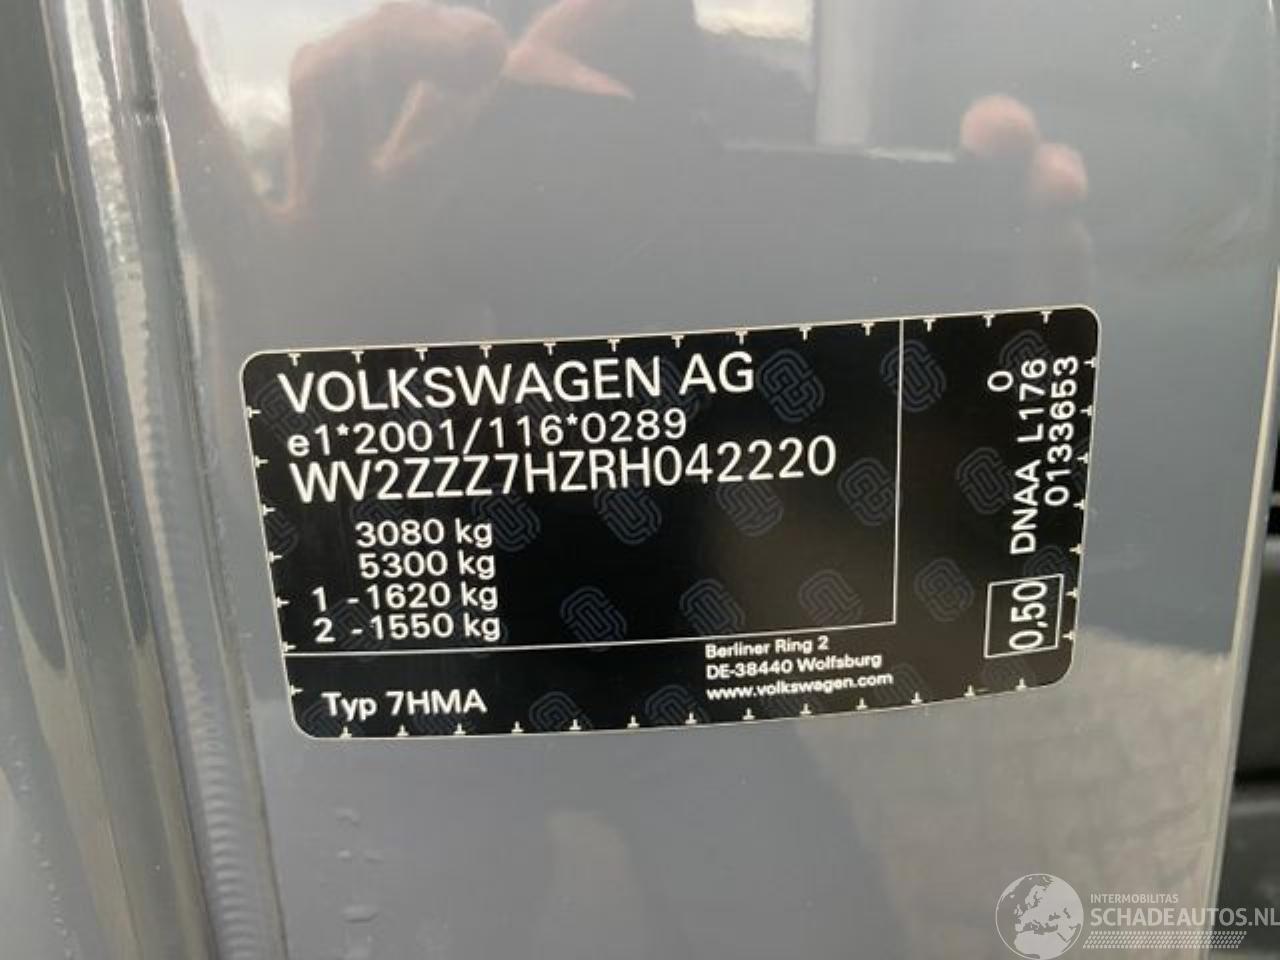 VOLKSWAGEN AG
e1*2001/116*0289
WV2ZZZ7HZRH042220
3080 kg
5300 kg
1 - 1620 kg
2 - 1550 kg
Typ 7HMA
Berliner Ring 2
DE-38440 Wolfsburg
www.volkswagen.com
0
DNAA L176
0133653
0,50
INTERMOBILITAS
SCHADEAUTOS.NL